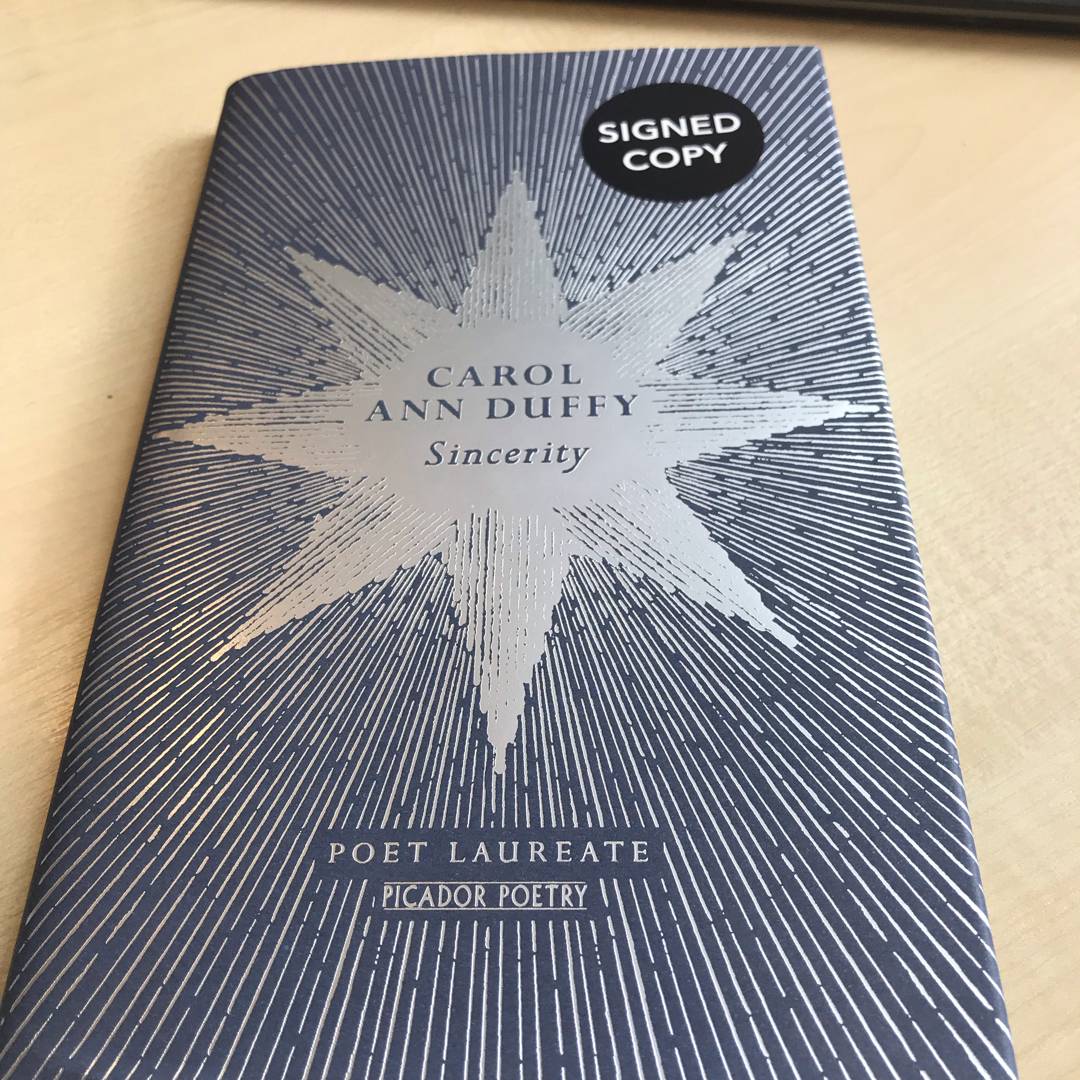 SIGNED
COPY
CAROL
ANN DUFFY
Sincerity
POET LAUREATE
PICADOR POETRY